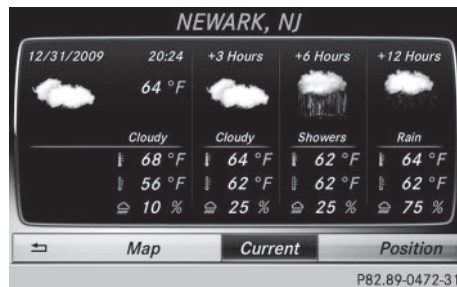 NEWARK, NJ
12/31/2009 20:24 +3 Hours +6 Hours +12 Hours
64 °F
Cloudy Cloudy Showers Rain
68 °F 64 °F 62 °F 64 °F
56 °F 62 °F 62 °F 62 °F
10 % 25 % 25 % 75 %
Map Current Position
P82.89-0472-31